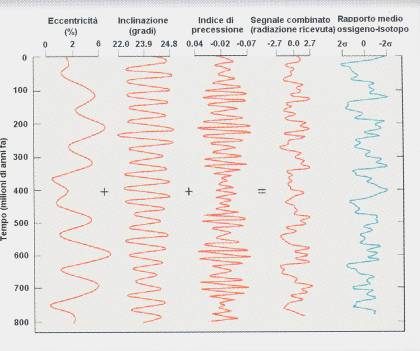 Eccentricità
(%)
0 2 6
Inclinazione
(gradi)
22.0 23.9 24.8
Indice di
precessione
0.04 -0.02 -0.07
Segnale combinato
(radiazione ricevuta)
-2.7 0.0 2.7
Rapporto medio
ossigeno-isotopo
2σ σ -2σ
Tempo (milioni di anni fa)
0
100
200
300
400
500
600
700
800
+ + =